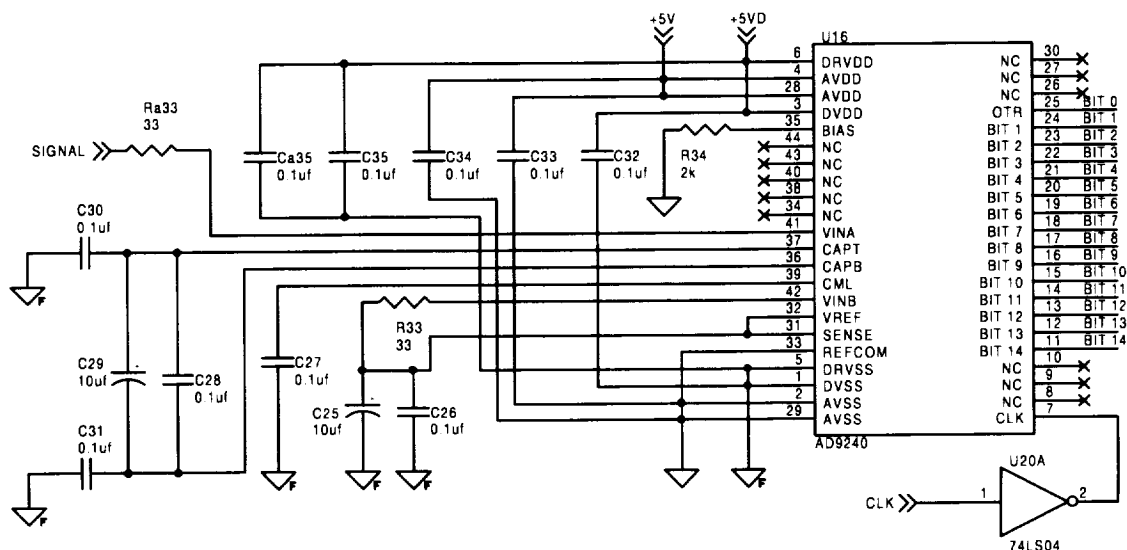 +5V
+5VD
U16
6 DRVDD
4 AVDD
28 AVDD
3 DVDD
35 BIAS
44 NC
43 NC
40 NC
38 NC
34 NC
41 VINA
37 CAPT
36 CAPB
39 CML
42 VINB
32 VREF
31 SENSE
33 REFCOM
5 DRVSS
1 DVSS
2 AVSS
29 AVSS
NC 30
NC 27
NC 26
OTR 25 BIT 0
BIT 1 24 BIT 1
BIT 2 23 BIT 2
BIT 3 22 BIT 3
BIT 4 21 BIT 4
BIT 5 20 BIT 5
BIT 6 19 BIT 6
BIT 7 18 BIT 7
BIT 8 17 BIT 8
BIT 9 16 BIT 9
BIT 10 15 BIT 10
BIT 11 14 BIT 11
BIT 12 13 BIT 12
BIT 13 12 BIT 13
BIT 14 11 BIT 14
NC 10
NC 9
NC 8
CLK 7
AD9240
Ra33
33
SIGNAL
Ca35
0.1uf
C35
0.1uf
C34
0.1uf
C33
0.1uf
C32
0.1uf
R34
2k
C30
0.1uf
F
R33
33
C29
10uf
C28
0.1uf
C27
0.1uf
C25
10uf
C26
0.1uf
C31
0.1uf
F
F
F
F
F
U20A
CLK
1
2
74LS04